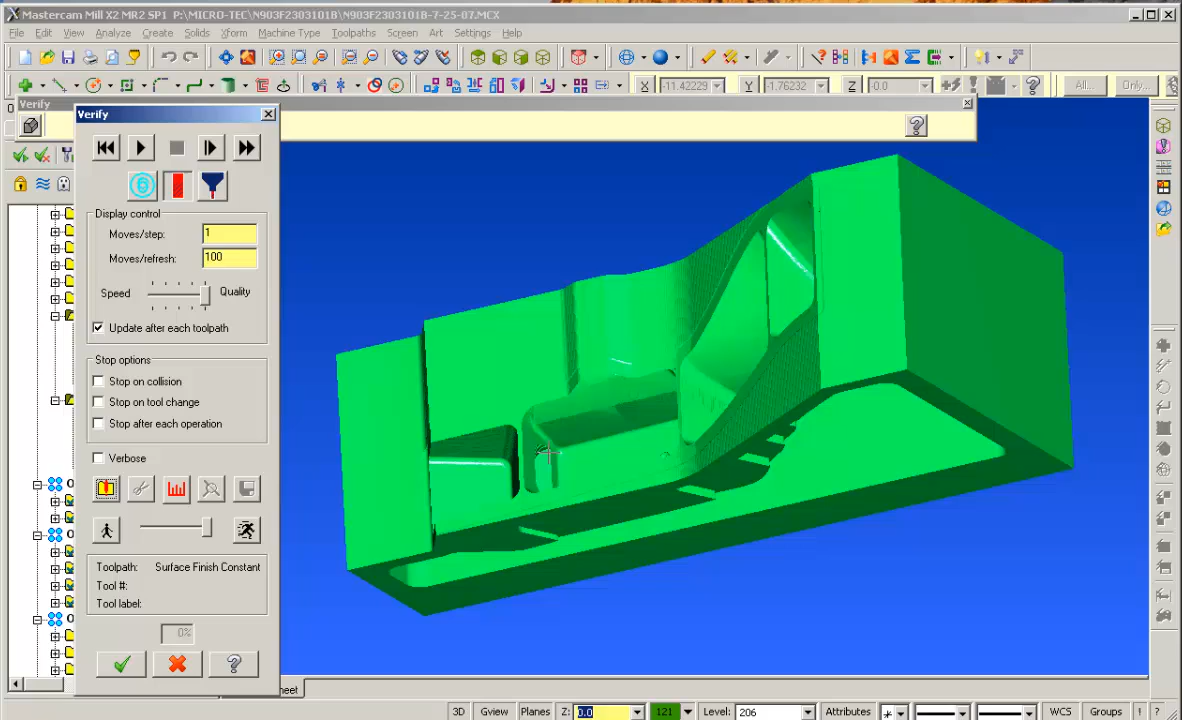 Mastercam Mill X2 MR2 SP1 P:\MICRO-TEC\N903F2303101B\N903F2303101B-7-25-07.MCX
File Edit View Analyze Create Solids Xform Machine Type Toolpaths Screen Art Settings Help
X -11.42229 Y -1.76232 Z -0.0 All... Only...
Verify
Verify
Display control
Moves/step: 1
Moves/refresh: 100
Speed Quality
Update after each toolpath
Stop options
Stop on collision
Stop on tool change
Stop after each operation
Verbose
Toolpath: Surface Finish Constant
Tool #:
Tool label:
0%
3D Gview Planes Z: 0.0 121 Level: 206 Attributes WCS Groups ! ?